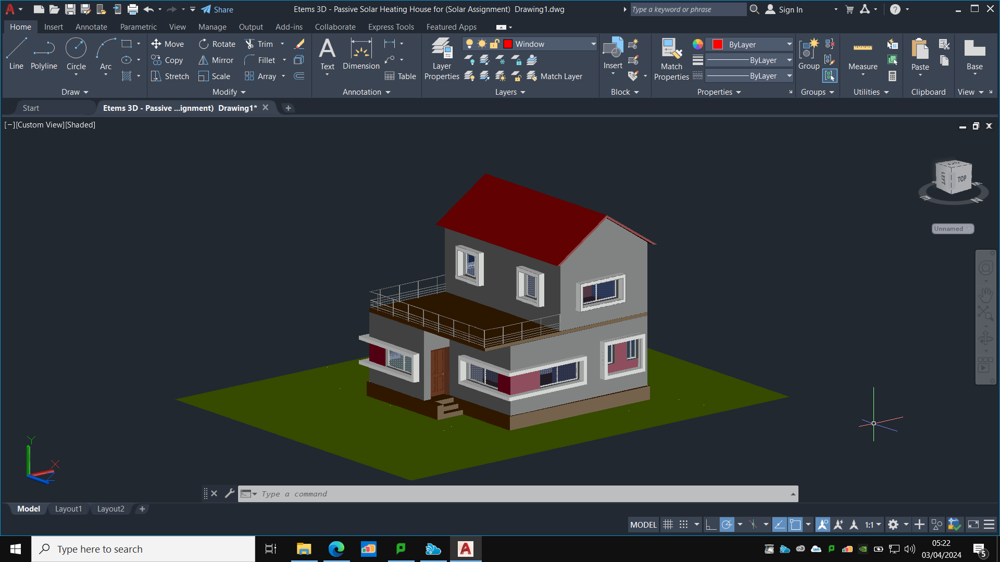 Share
Etems 3D - Passive Solar Heating House for (Solar Assignment)  Drawing1.dwg
Type a keyword or phrase
Sign In
Home
Insert
Annotate
Parametric
View
Manage
Output
Add-ins
Collaborate
Express Tools
Featured Apps
Line
Polyline
Circle
Arc
Draw
Move
Rotate
Trim
Copy
Mirror
Fillet
Stretch
Scale
Array
Modify
Text
Dimension
Table
Annotation
Layer Properties
Window
Match Layer
Layers
Insert
Block
Match Properties
ByLayer
ByLayer
ByLayer
Properties
Group
Groups
Measure
Utilities
Paste
Clipboard
Base
View
Start
Etems 3D - Passive ...ignment)  Drawing1*
[−][Custom View][Shaded]
LEFT
TOP
E
N
Unnamed
Y
X
Z
Type a command
Model
Layout1
Layout2
MODEL
1:1
Type here to search
05:22
03/04/2024
5